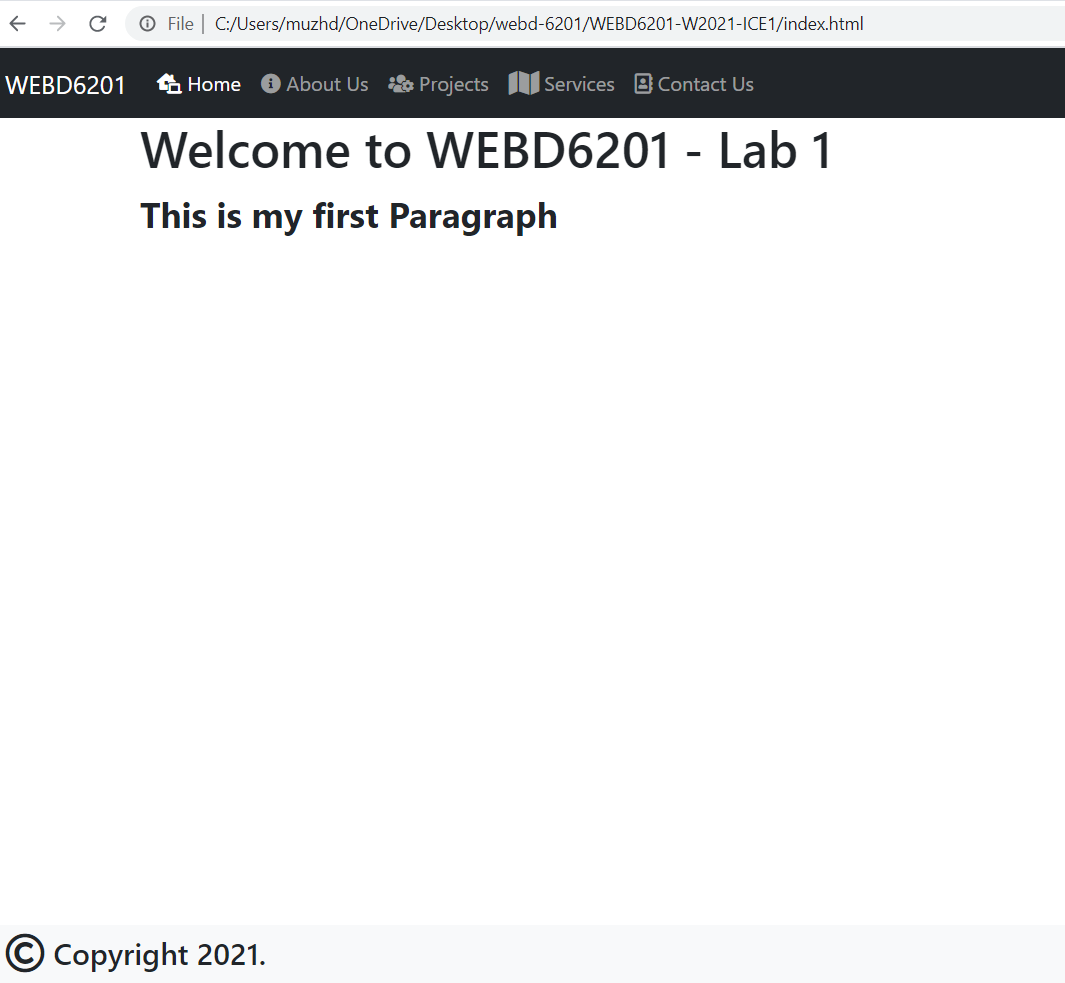 File | C:/Users/muzhd/OneDrive/Desktop/webd-6201/WEBD6201-W2021-ICE1/index.html
WEBD6201 Home About Us Projects Services Contact Us
Welcome to WEBD6201 - Lab 1
This is my first Paragraph
© Copyright 2021.